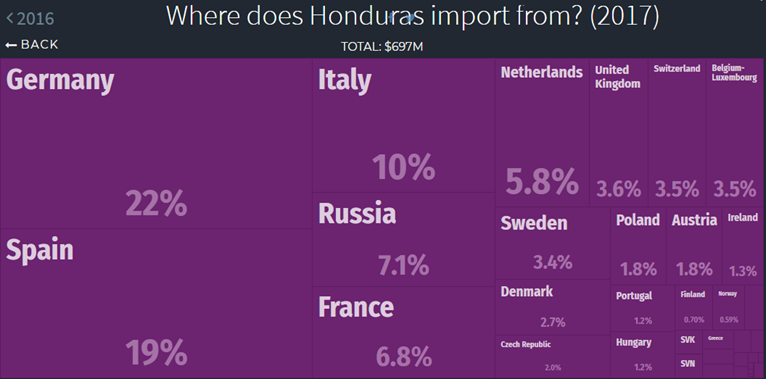 < 2016
Where does Honduras import from? (2017)
← BACK
TOTAL: $697M
Germany
22%
Spain
19%
Italy
10%
Russia
7.1%
France
6.8%
Netherlands
5.8%
United
Kingdom
3.6%
Switzerland
3.5%
Belgium-
Luxembourg
3.5%
Sweden
3.4%
Denmark
2.7%
Czech Republic
2.0%
Poland
1.8%
Austria
1.8%
Ireland
1.3%
Portugal
1.2%
Hungary
1.2%
Finland
0.70%
Norway
0.59%
SVK
SVN
Greece